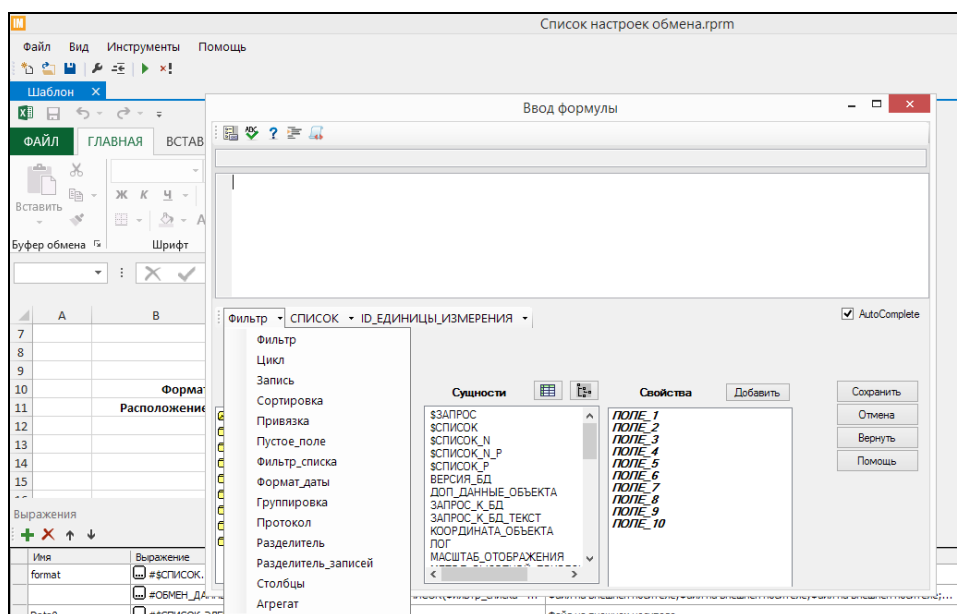 Список настроек обмена.rprm
Файл Вид Инструменты Помощь
Шаблон
Ввод формулы
ФАЙЛ ГЛАВНАЯ ВСТАВ
Вставить
Ж К Ч
Буфер обмена Шрифт
Фильтр СПИСОК ID_ЕДИНИЦЫ_ИЗМЕРЕНИЯ AutoComplete
A B
7
8
9
10 Формат
11 Расположение
12
13
14
15
Фильтр
Цикл
Запись
Сортировка
Привязка
Пустое_поле
Фильтр_списка
Формат_даты
Группировка
Протокол
Разделитель
Разделитель_записей
Столбцы
Агрегат
Сущности
$ЗАПРОС
$СПИСОК
$СПИСОК_N
$СПИСОК_N_P
$СПИСОК_P
ВЕРСИЯ_БД
ДОП_ДАННЫЕ_ОБЪЕКТА
ЗАПРОС_К_БД
ЗАПРОС_К_БД_ТЕКСТ
КООРДИНАТА_ОБЪЕКТА
ЛОГ
МАСШТАБ_ОТОБРАЖЕНИЯ
Свойства Добавить
ПОЛЕ_1
ПОЛЕ_2
ПОЛЕ_3
ПОЛЕ_4
ПОЛЕ_5
ПОЛЕ_6
ПОЛЕ_7
ПОЛЕ_8
ПОЛЕ_9
ПОЛЕ_10
Сохранить
Отмена
Вернуть
Помощь
Выражения
Имя Выражение
format #$СПИСОК.